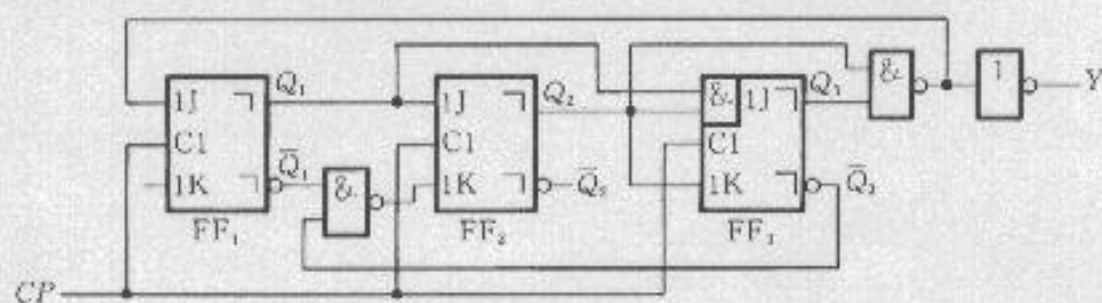 Q₁ Q₂ Q₃
1J 1J & 1J & 1 Y
C1 C1 C1
Q̄₁ Q̄₂ Q̄₃
1K & 1K 1K
FF₁ FF₂ FF₃
CP